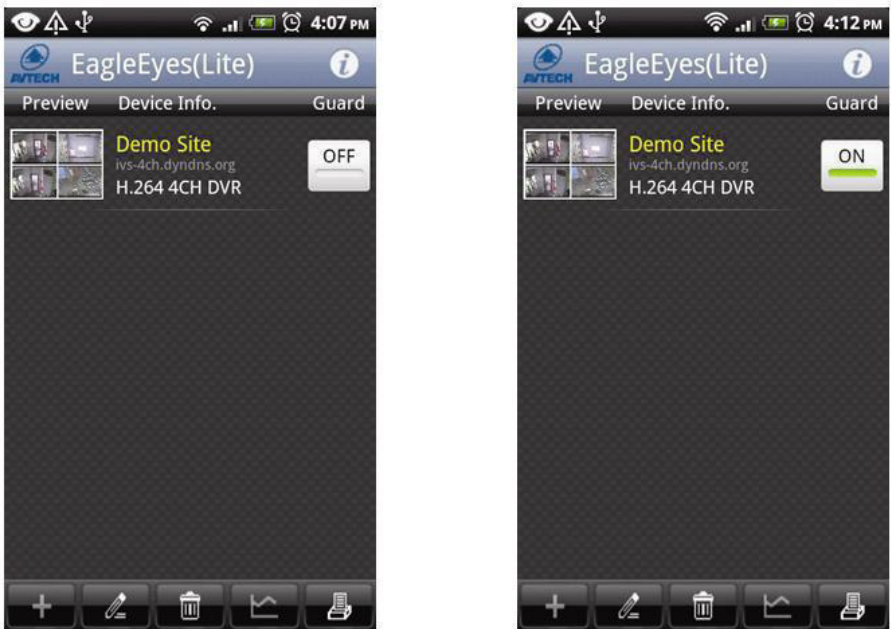 4:07 PM
AVTECH EagleEyes(Lite) i
Preview Device Info. Guard
Demo Site
ivs-4ch.dyndns.org
H.264 4CH DVR
OFF
4:12 PM
AVTECH EagleEyes(Lite) i
Preview Device Info. Guard
Demo Site
ivs-4ch.dyndns.org
H.264 4CH DVR
ON